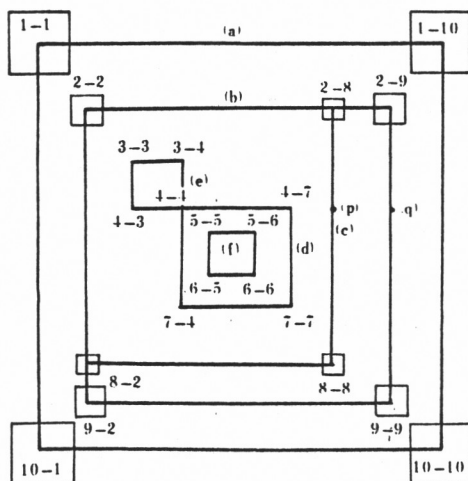 1-1 (a) 1-10
2-2 (b) 2-8 2-9
3-3 3-4
(e)
4-4 4-7
4-3 5-5 5-6 (p) q
(c)
(f) (d)
6-5 6-6
7-4 7-7
8-2 8-8
9-2 9-9
10-1 10-10